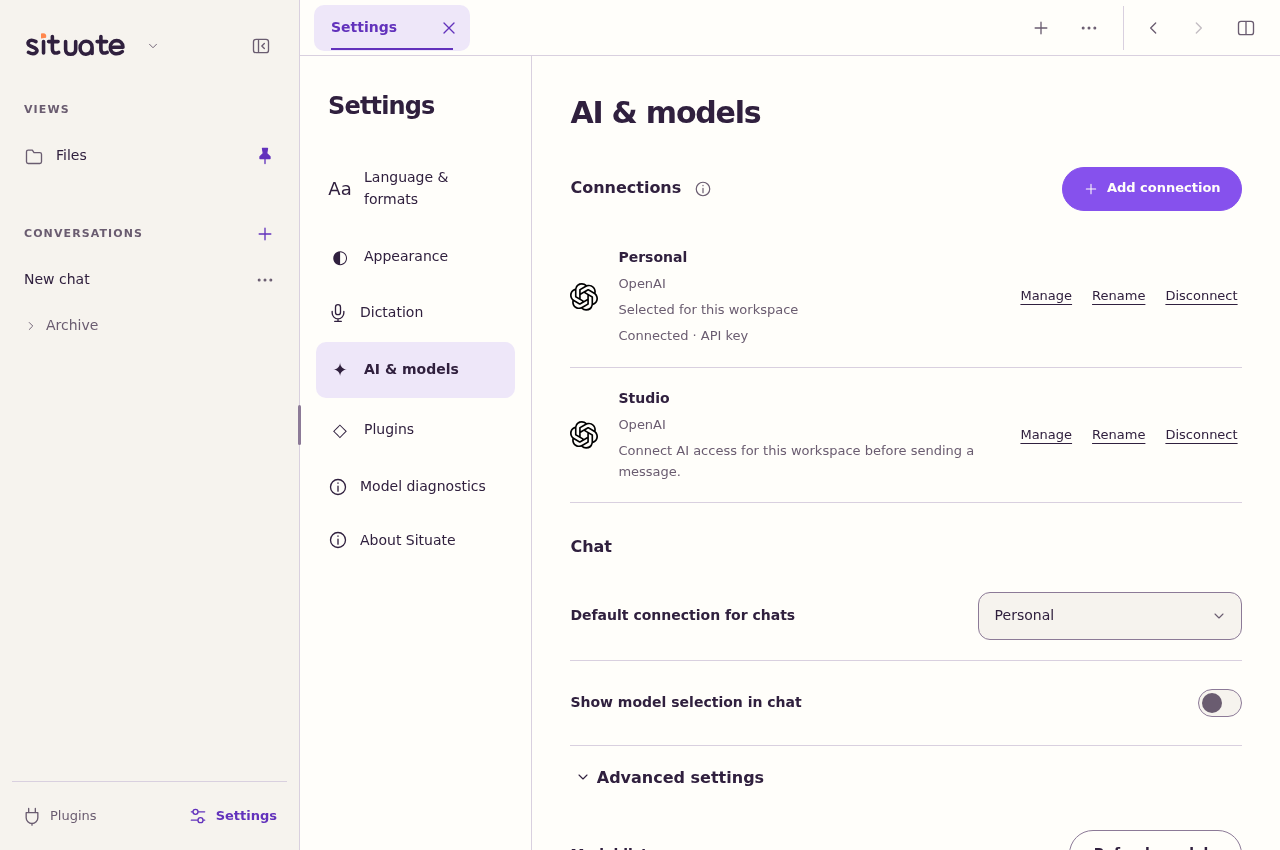 situate
VIEWS
Files
CONVERSATIONS
New chat
Archive
Plugins
Settings
Settings
Settings
Aa
Language &
formats
Appearance
Dictation
AI & models
Plugins
Model diagnostics
About Situate
AI & models
Connections
Add connection
Personal
OpenAI
Selected for this workspace
Connected · API key
Manage Rename Disconnect
Studio
OpenAI
Connect AI access for this workspace before sending a
message.
Manage Rename Disconnect
Chat
Default connection for chats
Personal
Show model selection in chat
Advanced settings